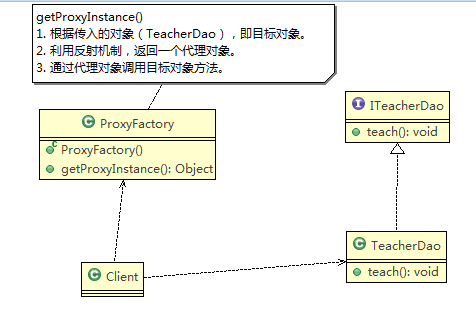 getProxyInstance()
1. 根据传入的对象（TeacherDao），即目标对象。
2. 利用反射机制，返回一个代理对象。
3. 通过代理对象调用目标对象方法。
C ProxyFactory
C ProxyFactory()
getProxyInstance(): Object
I ITeacherDao
teach(): void
C TeacherDao
teach(): void
C Client